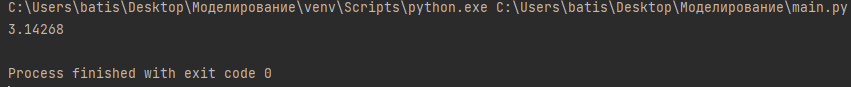 C:\Users\batis\Desktop\Моделирование\venv\Scripts\python.exe C:\Users\batis\Desktop\Моделирование\main.py
3.14268
Process finished with exit code 0